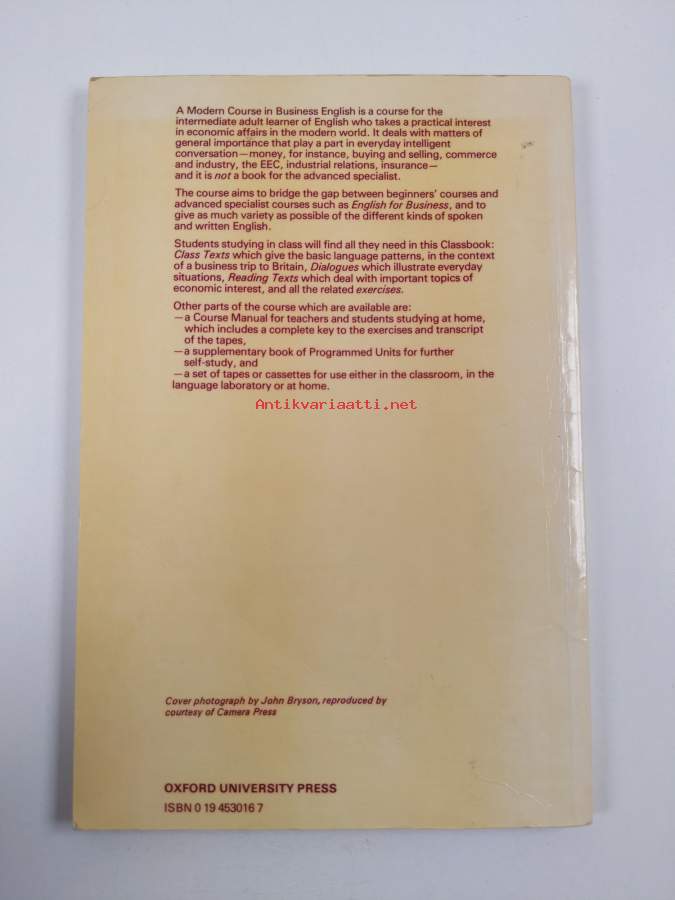 A Modern Course in Business English is a course for the
intermediate adult learner of English who takes a practical interest
in economic affairs in the modern world. It deals with matters of
general importance that play a part in everyday intelligent
conversation—money, for instance, buying and selling, commerce
and industry, the EEC, industrial relations, insurance—
and it is not a book for the advanced specialist.
The course aims to bridge the gap between beginners' courses and
advanced specialist courses such as English for Business, and to
give as much variety as possible of the different kinds of spoken
and written English.
Students studying in class will find all they need in this Classbook:
Class Texts which give the basic language patterns, in the context
of a business trip to Britain, Dialogues which illustrate everyday
situations, Reading Texts which deal with important topics of
economic interest, and all the related exercises.
Other parts of the course which are available are:
—a Course Manual for teachers and students studying at home,
which includes a complete key to the exercises and transcript
of the tapes,
—a supplementary book of Programmed Units for further
self-study, and
—a set of tapes or cassettes for use either in the classroom, in the
language laboratory or at home.
Antikvariaatti.net
Cover photograph by John Bryson, reproduced by
courtesy of Camera Press
OXFORD UNIVERSITY PRESS
ISBN 0 19 453016 7